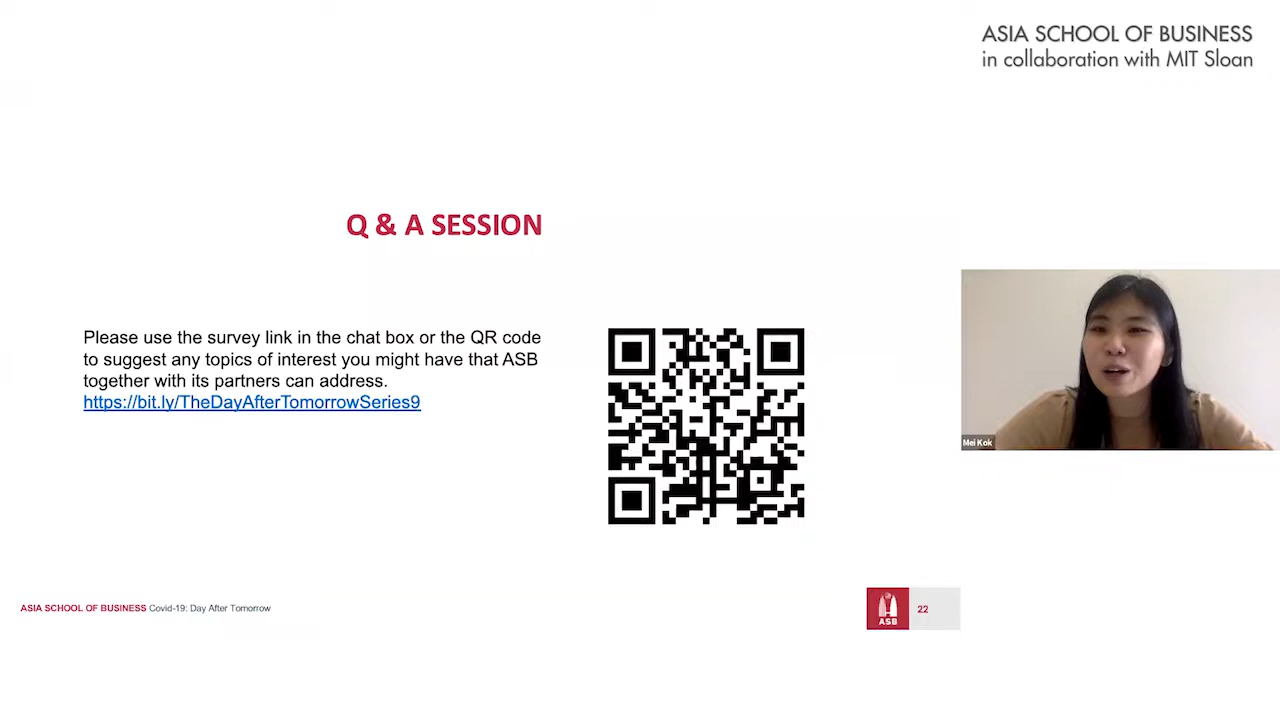 ASIA SCHOOL OF BUSINESS
in collaboration with MIT Sloan
Q & A SESSION
Please use the survey link in the chat box or the QR code
to suggest any topics of interest you might have that ASB
together with its partners can address.
https://bit.ly/TheDayAfterTomorrowSeries9
Mei Kok
ASIA SCHOOL OF BUSINESS Covid-19: Day After Tomorrow
ASB
22